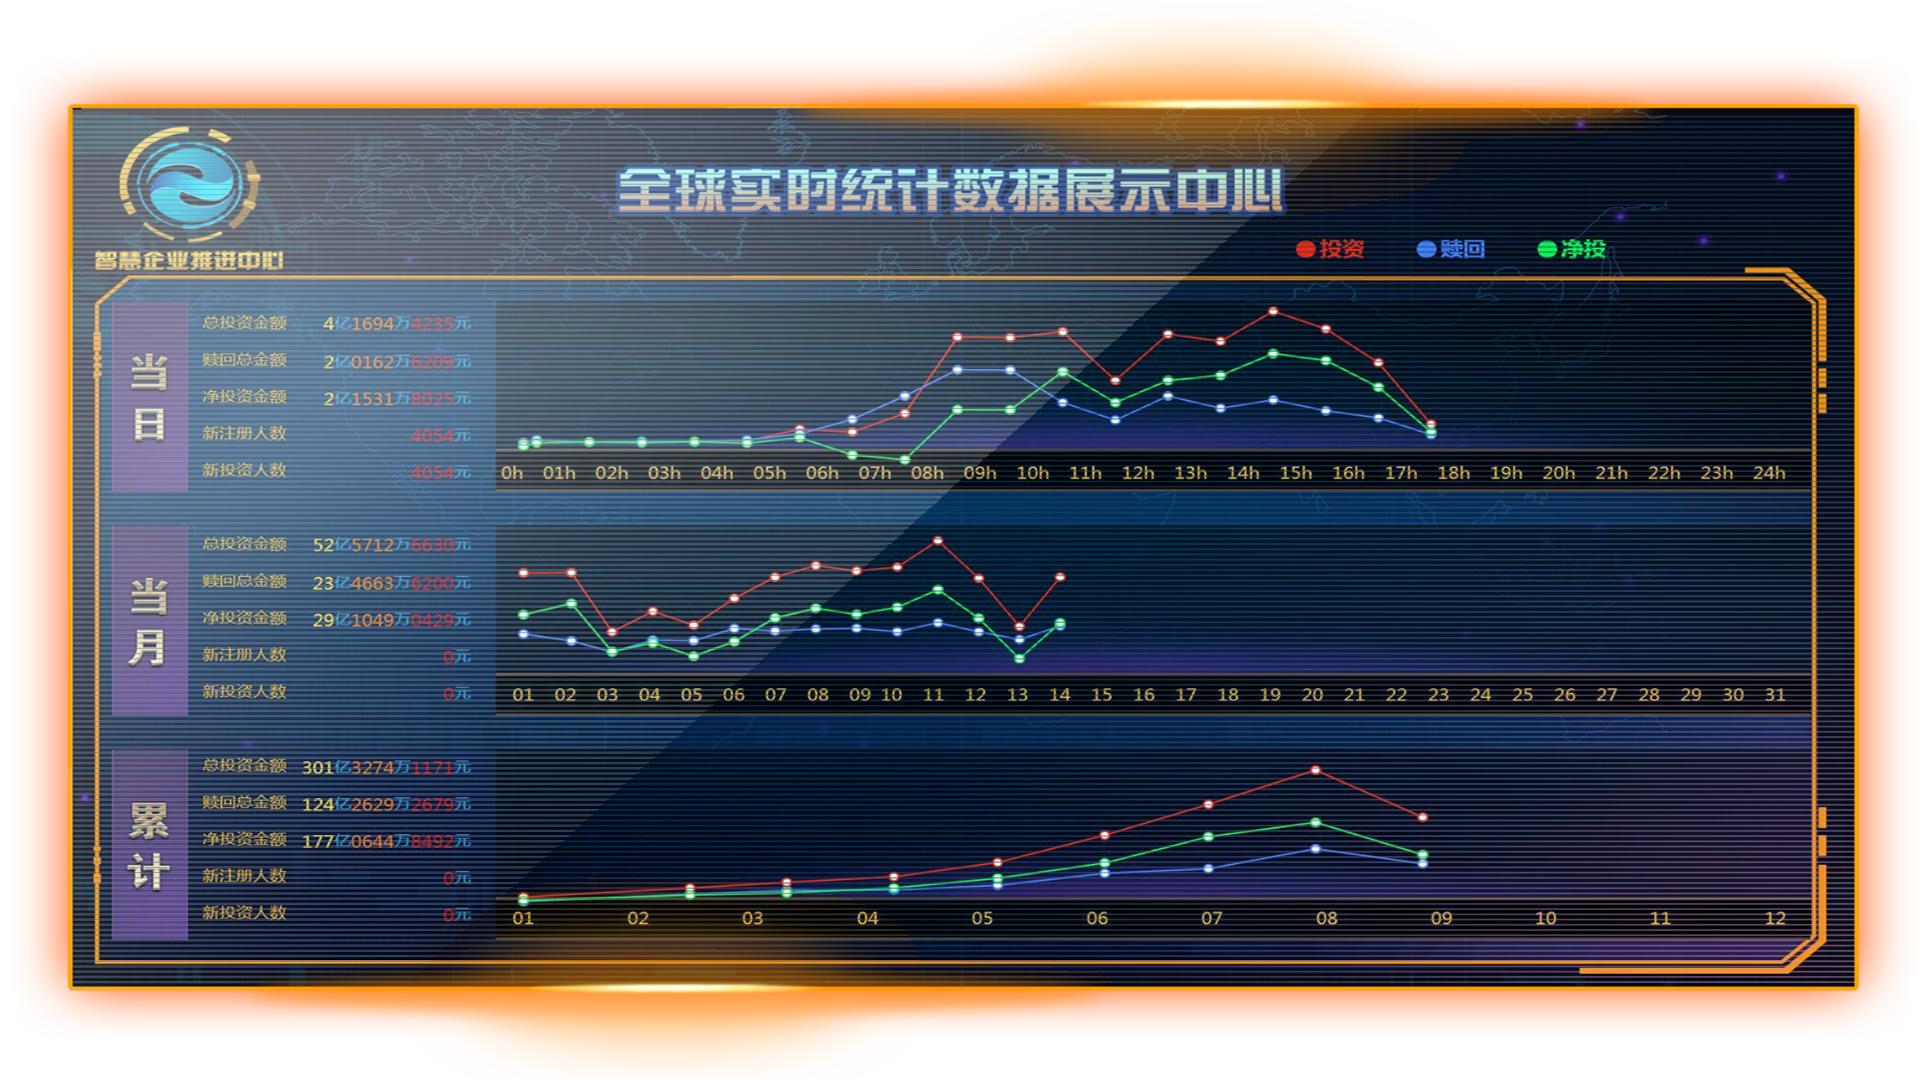 全球实时统计数据展示中心
智慧企业推进中心
投资 赎回 净投
当日
总投资金额 4亿1694万4235元
赎回总金额 2亿0162万6209元
净投资金额 2亿1531万8025元
新注册人数 4054元
新投资人数 4054元
0h 01h 02h 03h 04h 05h 06h 07h 08h 09h 10h 11h 12h 13h 14h 15h 16h 17h 18h 19h 20h 21h 22h 23h 24h
当月
总投资金额 52亿5712万6630元
赎回总金额 23亿4663万6200元
净投资金额 29亿1049万0429元
新注册人数 0元
新投资人数 0元
01 02 03 04 05 06 07 08 09 10 11 12 13 14 15 16 17 18 19 20 21 22 23 24 25 26 27 28 29 30 31
累计
总投资金额 301亿3274万1171元
赎回总金额 124亿2629万2679元
净投资金额 177亿0644万8492元
新注册人数 0元
新投资人数 0元
01 02 03 04 05 06 07 08 09 10 11 12